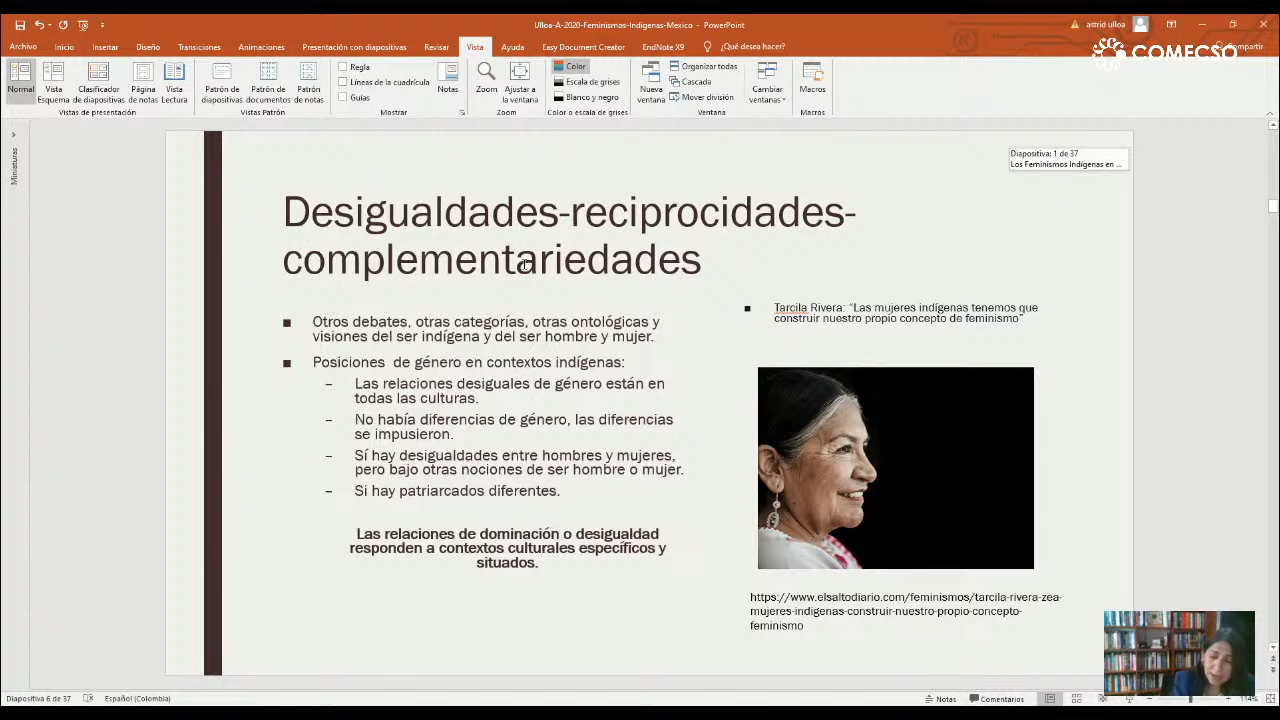 Ulloa-A-2020-Feminismos-Indigenas-Mexico - PowerPoint
astrid ulloa
Archivo Inicio Insertar Diseño Transiciones Animaciones Presentación con diapositivas Revisar Vista Ayuda Easy Document Creator EndNote X9 ¿Qué desea hacer? Compartir
COMECSO
Normal
Vista Esquema
Clasificador de diapositivas
Página de notas
Vista Lectura
Vistas de presentación
Patrón de diapositivas
Patrón de documentos
Patrón de notas
Vistas Patrón
Regla
Líneas de la cuadrícula
Guías
Mostrar
Notas
Zoom
Ajustar a la ventana
Zoom
Color
Escala de grises
Blanco y negro
Color o escala de grises
Nueva ventana
Organizar todas
Cascada
Mover división
Ventana
Cambiar ventanas
Macros
Macros
Miniaturas
Diapositiva: 1 de 37
Los Feminismos Indígenas en ...
Desigualdades-reciprocidades-
complementariedades
Otros debates, otras categorías, otras ontológicas y
visiones del ser indígena y del ser hombre y mujer.
Posiciones de género en contextos indígenas:
– Las relaciones desiguales de género están en
todas las culturas.
– No había diferencias de género, las diferencias
se impusieron.
– Sí hay desigualdades entre hombres y mujeres,
pero bajo otras nociones de ser hombre o mujer.
– Si hay patriarcados diferentes.
Las relaciones de dominación o desigualdad
responden a contextos culturales específicos y
situados.
Tarcila Rivera: “Las mujeres indígenas tenemos que
construir nuestro propio concepto de feminismo”
https://www.elsaltodiario.com/feminismos/tarcila-rivera-zea-
mujeres-indigenas-construir-nuestro-propio-concepto-
feminismo
Diapositiva 6 de 37 Español (Colombia) Notas Comentarios 114%